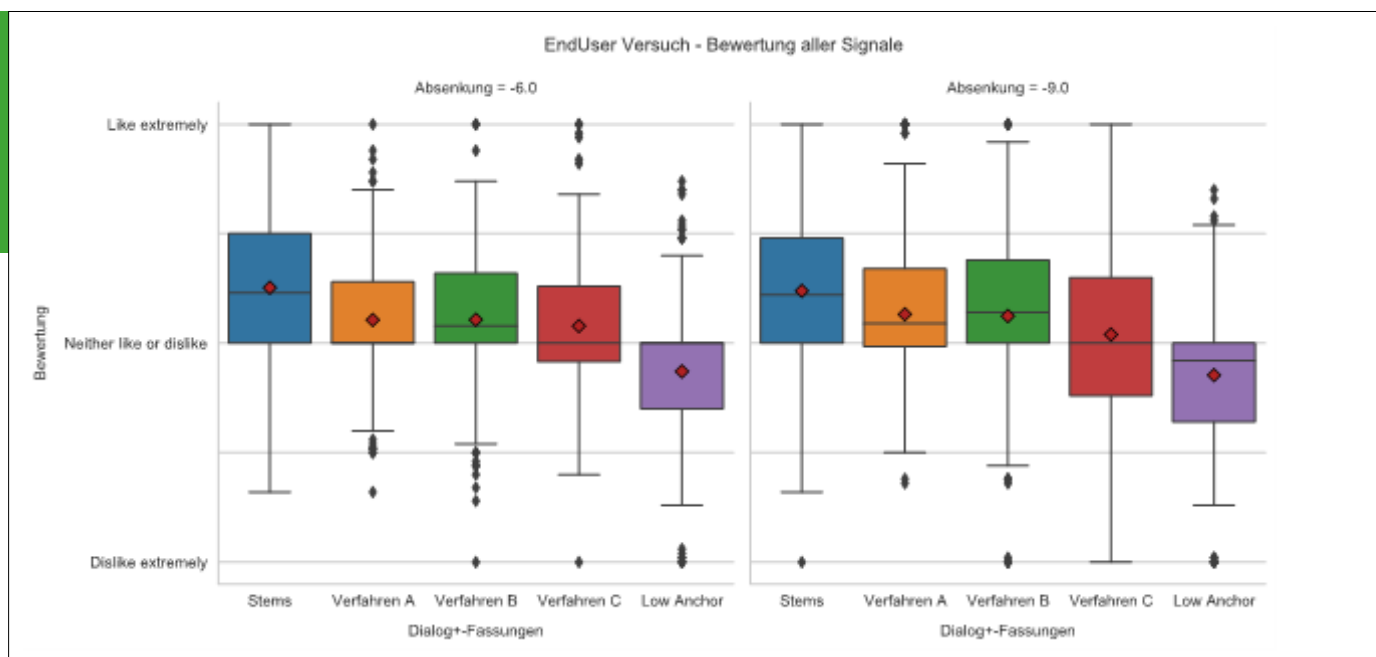 EndUser Versuch - Bewertung aller Signale
Absenkung = -6.0
Absenkung = -9.0
Like extremely
Neither like or dislike
Dislike extremely
Bewertung
Stems Verfahren A Verfahren B Verfahren C Low Anchor
Stems Verfahren A Verfahren B Verfahren C Low Anchor
Dialog+-Fassungen
Dialog+-Fassungen